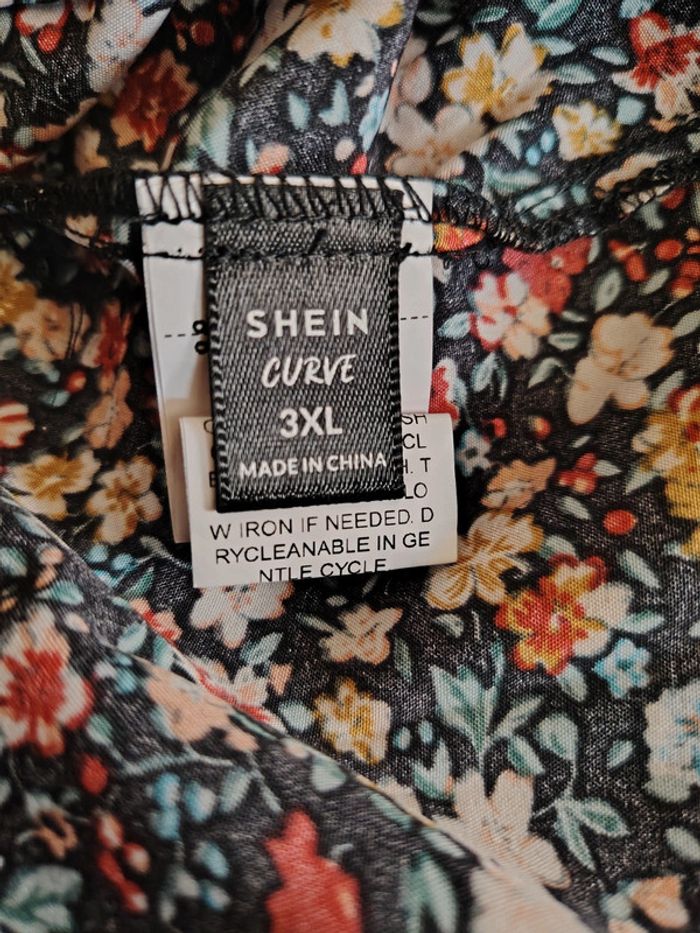 SHEIN
CURVE
3XL
MADE IN CHINA
W IRON IF NEEDED. D
RYCLEANABLE IN GE
NTLE CYCLE